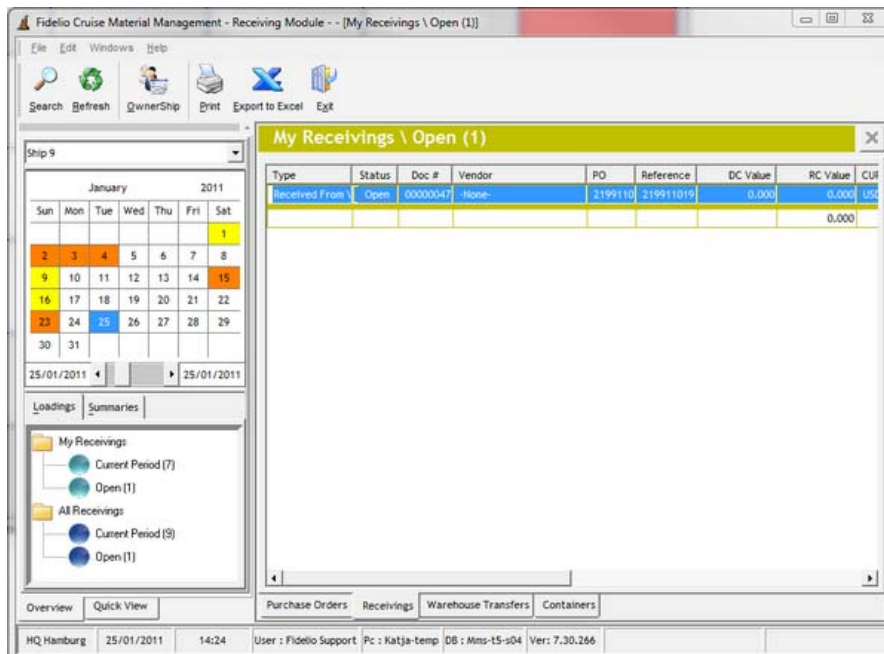 Fidelio Cruise Material Management - Receiving Module - - [My Receivings \ Open (1)]
File Edit Windows Help
Search Refresh OwnerShip Print Export to Excel Exit
Ship 9
January 2011
Sun Mon Tue Wed Thu Fri Sat
1
2 3 4 5 6 7 8
9 10 11 12 13 14 15
16 17 18 19 20 21 22
23 24 25 26 27 28 29
30 31
25/01/2011 25/01/2011
Loadings Summaries
My Receivings
Current Period (7)
Open (1)
All Receivings
Current Period (9)
Open (1)
Overview Quick View
My Receivings \ Open (1)
Type Status Doc # Vendor PO Reference DC Value RC Value CUR
Received From V Open 00000047 -None- 2199110 219911019 0.000 0.000 USD
0.000
Purchase Orders Receivings Warehouse Transfers Containers
HQ Hamburg 25/01/2011 14:24 User : Fidelio Support Pc : Katja-temp DB : Mms-t5-s04 Ver: 7.30.266